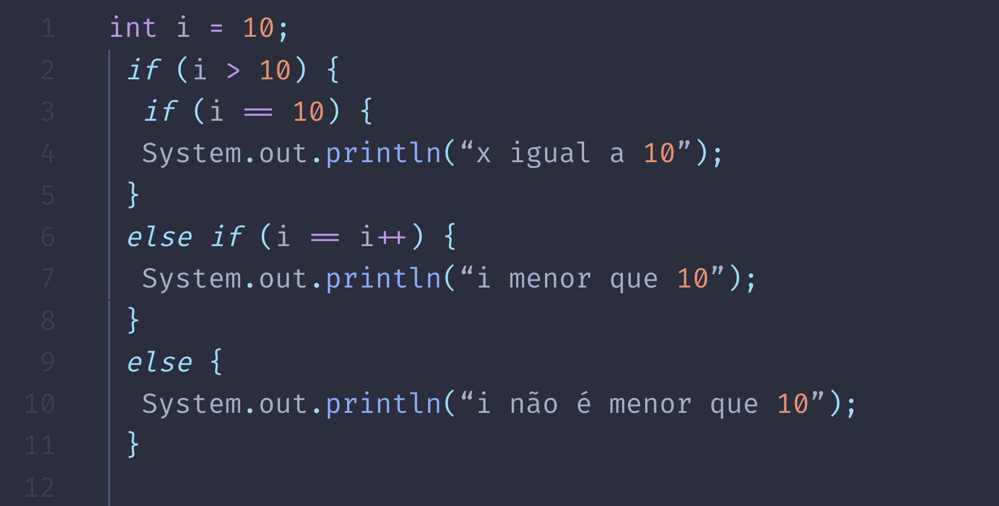 1 int i = 10;
2 if (i > 10) {
3 if (i == 10) {
4 System.out.println(“x igual a 10”);
5 }
6 else if (i == i++) {
7 System.out.println(“i menor que 10”);
8 }
9 else {
10 System.out.println(“i não é menor que 10”);
11 }
12